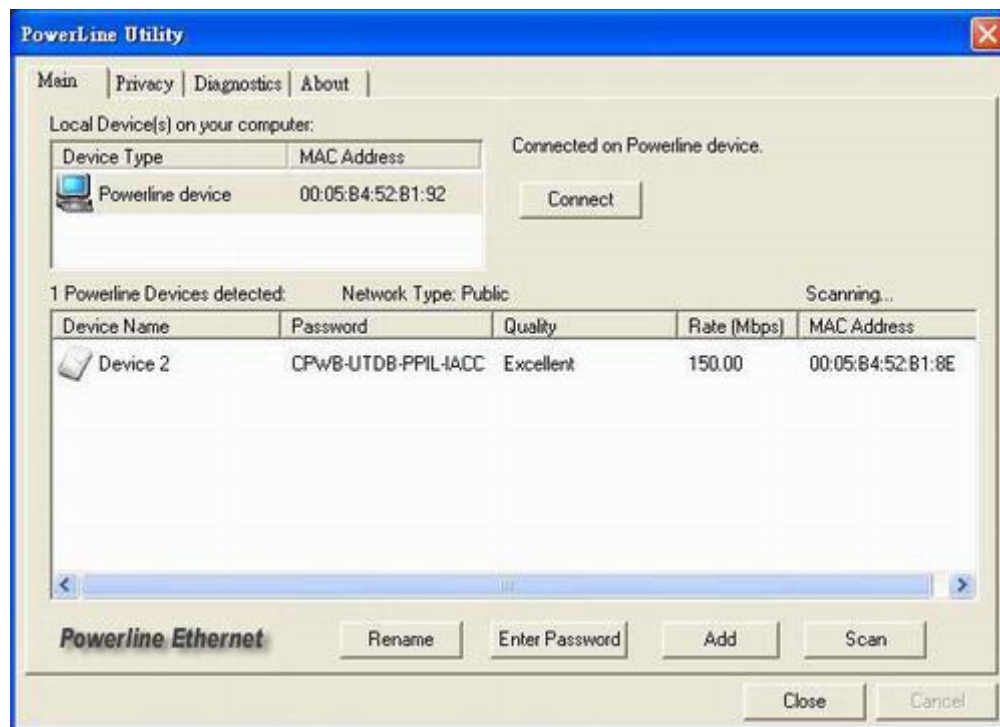 PowerLine Utility
Main Privacy Diagnostics About
Local Device(s) on your computer:
Device Type MAC Address
Powerline device 00:05:B4:52:B1:92
Connected on Powerline device.
Connect
1 Powerline Devices detected: Network Type: Public Scanning...
Device Name Password Quality Rate (Mbps) MAC Address
Device 2 CPWB-UTDB-PPIL-IACC Excellent 150.00 00:05:B4:52:B1:8E
Powerline Ethernet Rename Enter Password Add Scan
Close Cancel